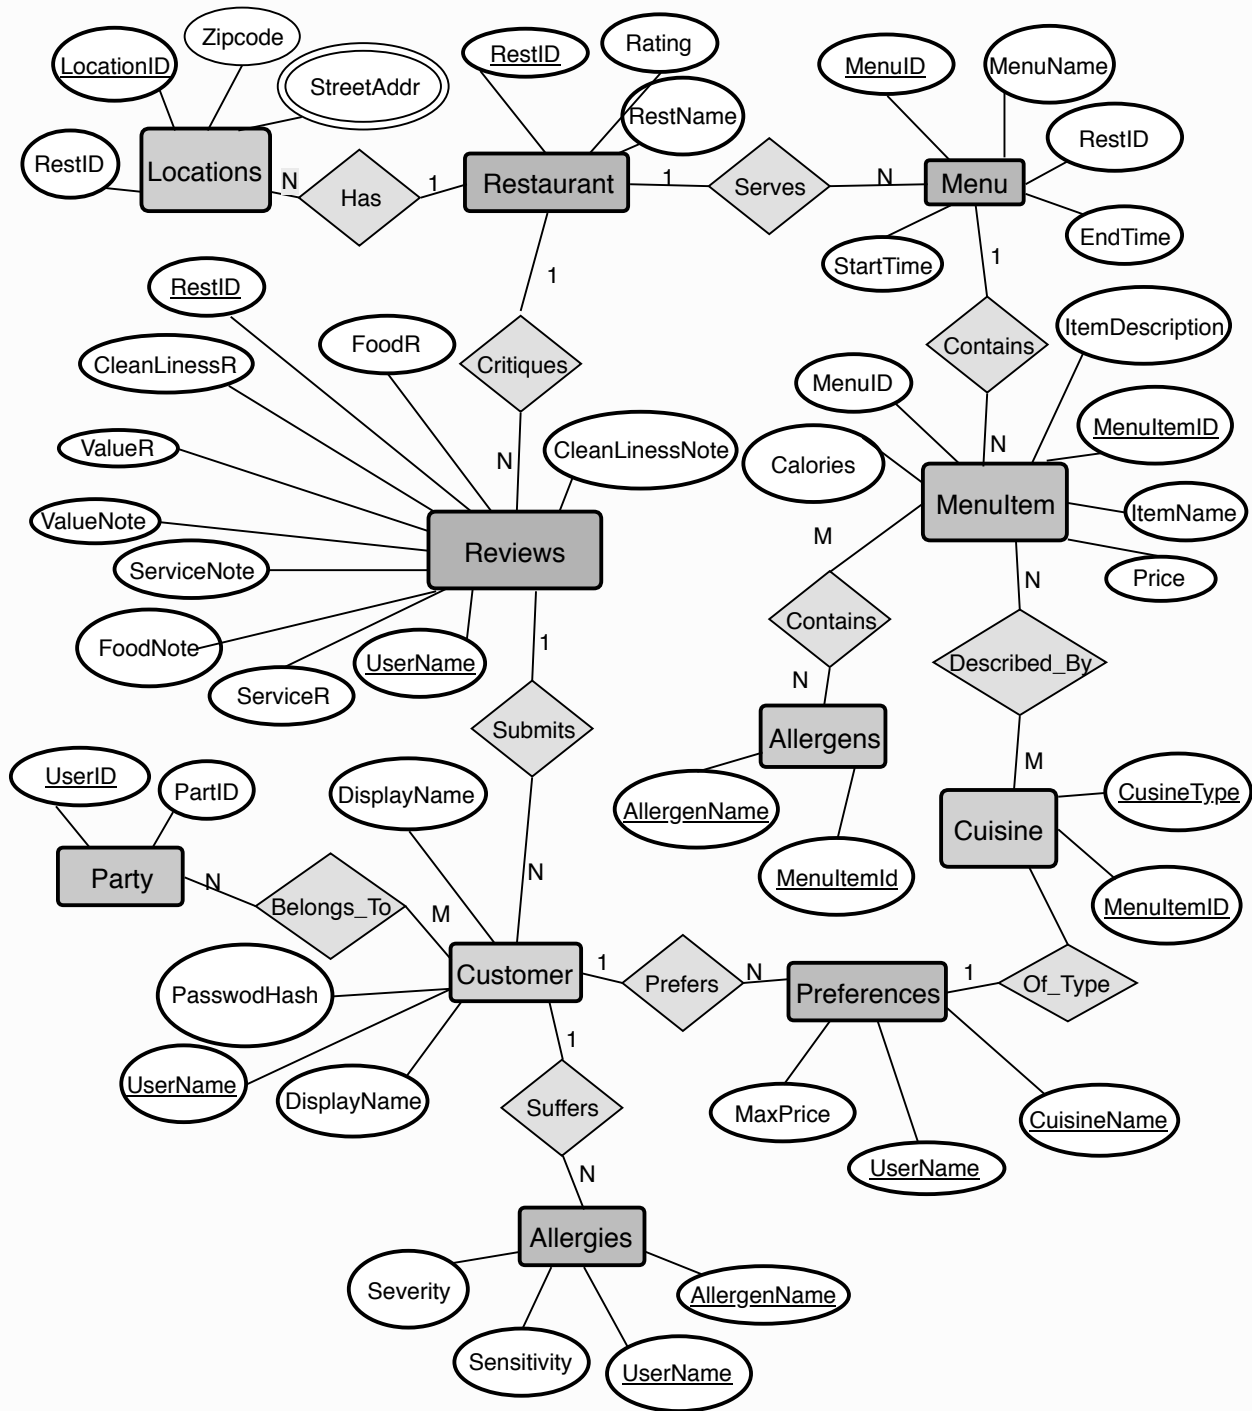 Zipcode
LocationID
StreetAddr
RestID
Locations
N
Has
1
RestID
Rating
RestName
Restaurant
1
Serves
N
MenuID
MenuName
RestID
Menu
EndTime
StartTime
1
Contains
N
RestID
FoodR
1
Critiques
N
CleanLinessR
CleanLinessNote
ValueR
ValueNote
ServiceNote
FoodNote
ServiceR
UserName
Reviews
1
Submits
N
ItemDescription
MenuID
MenuItemID
Calories
MenuItem
ItemName
Price
M
Contains
N
Allergens
AllergenName
MenuItemId
N
Described_By
M
CusineType
Cuisine
MenuItemID
UserID
PartID
Party
N
Belongs_To
M
DisplayName
Customer
PasswodHash
UserName
DisplayName
1
Prefers
N
Preferences
1
Of_Type
MaxPrice
UserName
CuisineName
1
Suffers
N
Allergies
Severity
Sensitivity
UserName
AllergenName